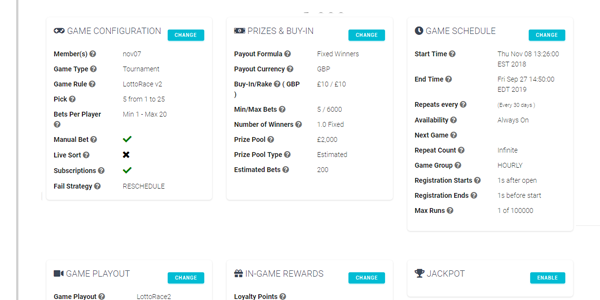 GAME CONFIGURATION
CHANGE
Member(s) nov07
Game Type Tournament
Game Rule LottoRace v2
Pick 5 from 1 to 25
Bets Per Player Min 1 - Max 20
Manual Bet
Live Sort
Subscriptions
Fail Strategy RESCHEDULE
PRIZES & BUY-IN
CHANGE
Payout Formula Fixed Winners
Payout Currency GBP
Buy-In/Rake ( GBP ) £10 / £10
Min/Max Bets 5 / 6000
Number of Winners 1.0 Fixed
Prize Pool £2,000
Prize Pool Type Estimated
Estimated Bets 200
GAME SCHEDULE
CHANGE
Start Time Thu Nov 08 13:26:00
EST 2018
End Time Fri Sep 27 14:50:00
EDT 2019
Repeats every (Every 30 days )
Availability Always On
Next Game
Repeat Count Infinite
Game Group HOURLY
Registration Starts 1s after open
Registration Ends 1s before start
Max Runs 1 of 100000
GAME PLAYOUT
CHANGE
Game Playout LottoRace2
IN-GAME REWARDS
CHANGE
Loyalty Points
JACKPOT
ENABLE